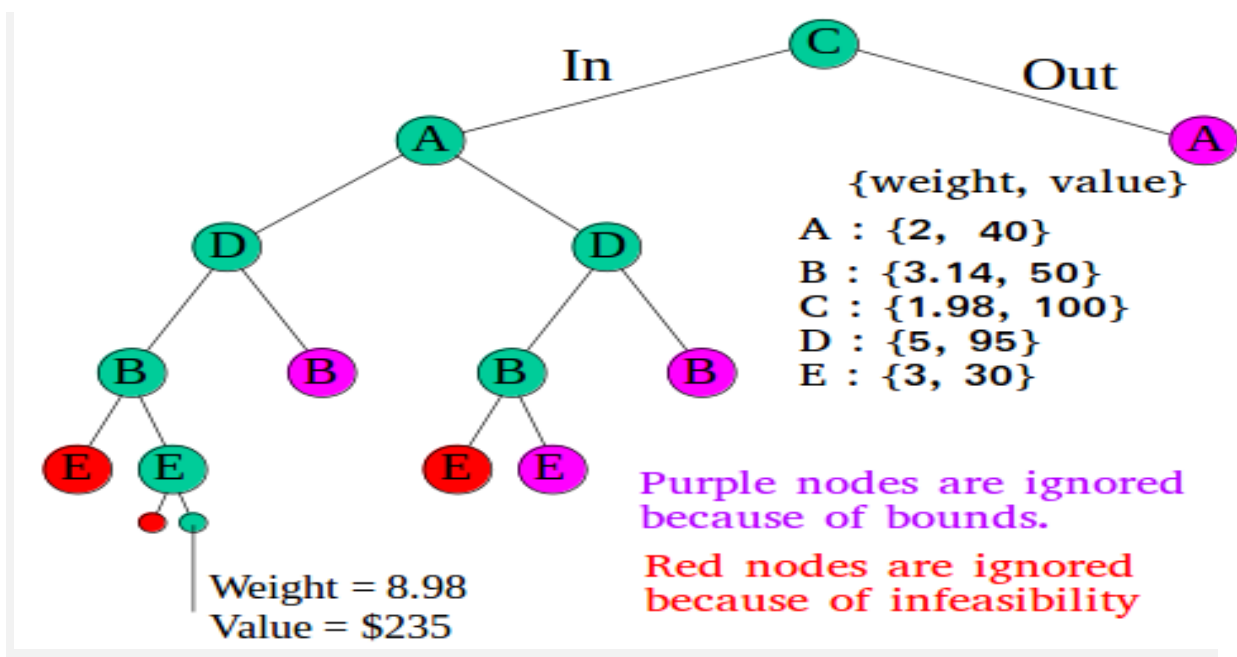 C
In
Out
A
A
{weight, value}
A : {2, 40}
D
D
B : {3.14, 50}
C : {1.98, 100}
D : {5, 95}
E : {3, 30}
B
B
B
B
E
E
E
E
Purple nodes are ignored
because of bounds.
Red nodes are ignored
because of infeasibility
Weight = 8.98
Value = $235